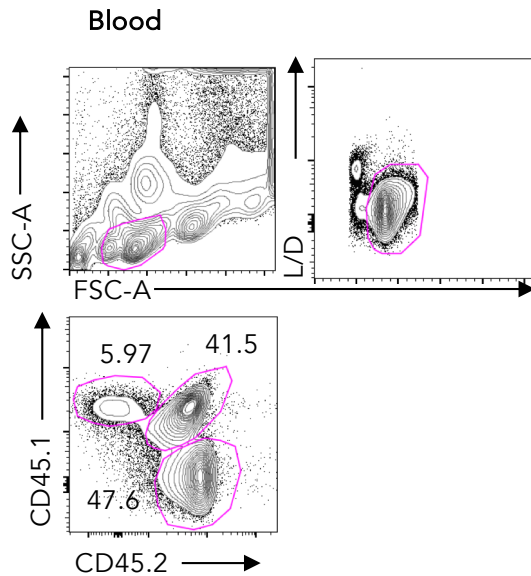 Blood
SSC-A
FSC-A
L/D
5.97
41.5
47.6
CD45.1
CD45.2